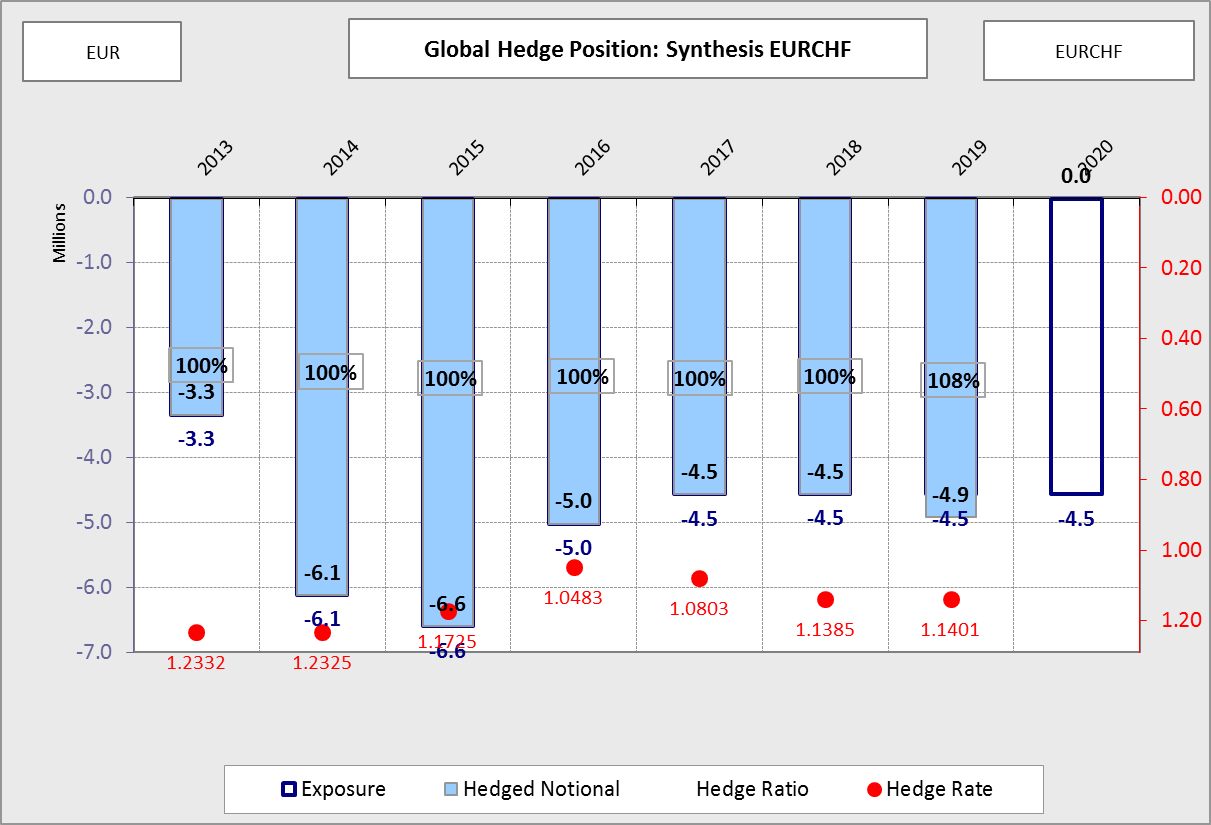 EUR
Global Hedge Position: Synthesis EURCHF
EURCHF
2013 2014 2015 2016 2017 2018 2019 2020
0.0
Millions
0.0 0.00
-1.0 0.20
-2.0 0.40
-3.0 0.60
-4.0 0.80
-5.0 1.00
-6.0 1.20
-7.0
100% 100% 100% 100% 100% 100% 108%
-3.3 -6.1 -6.6 -5.0 -4.5 -4.5 -4.9
-3.3 -6.1 -6.6 -5.0 -4.5 -4.5 -4.5 -4.5
1.2332 1.2325 1.1725 1.0483 1.0803 1.1385 1.1401
Exposure Hedged Notional Hedge Ratio Hedge Rate